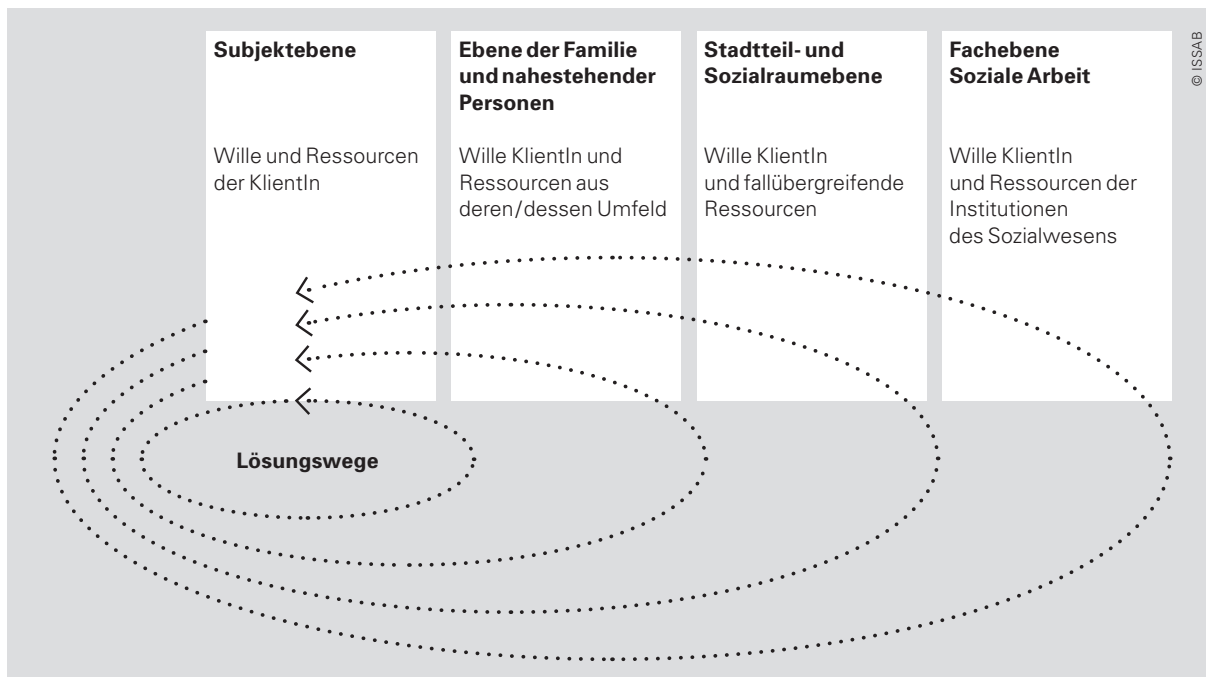 Subjektebene
Wille und Ressourcen
der KlientIn
Ebene der Familie
und nahestehender
Personen
Wille KlientIn und
Ressourcen aus
deren/dessen Umfeld
Stadtteil- und
Sozialraumebene
Wille KlientIn
und fallübergreifende
Ressourcen
Fachebene
Soziale Arbeit
Wille KlientIn
und Ressourcen der
Institutionen
des Sozialwesens
© ISSAB
Lösungswege